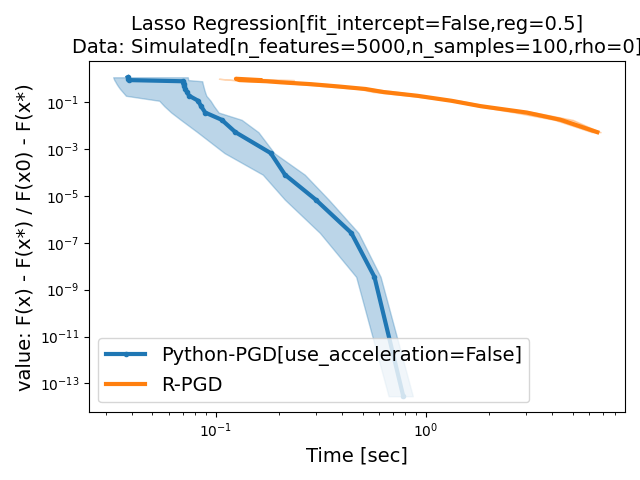 Lasso Regression[fit_intercept=False,reg=0.5]
Data: Simulated[n_features=5000,n_samples=100,rho=0]
value: F(x) - F(x*) / F(x0) - F(x*)
10⁻¹
10⁻³
10⁻⁵
10⁻⁷
10⁻⁹
10⁻¹¹
10⁻¹³
Python-PGD[use_acceleration=False]
R-PGD
10⁻¹ 10⁰
Time [sec]